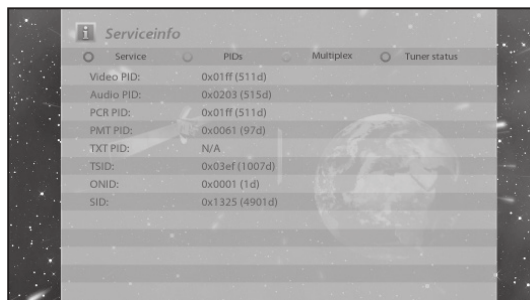 i Serviceinfo
Service PIDs Multiplex Tuner status
Video PID: 0x01ff (511d)
Audio PID: 0x0203 (515d)
PCR PID: 0x01ff (511d)
PMT PID: 0x0061 (97d)
TXT PID: N/A
TSID: 0x03ef (1007d)
ONID: 0x0001 (1d)
SID: 0x1325 (4901d)